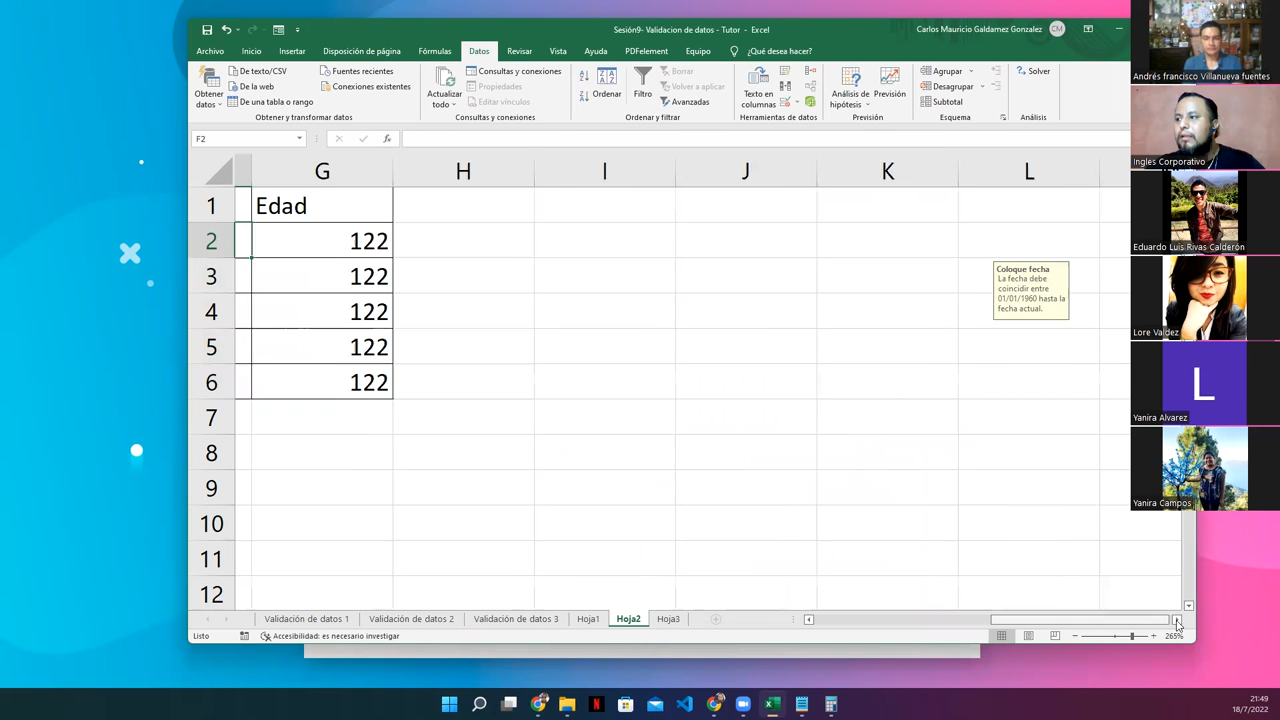 Sesión9- Validacion de datos - Tutor - Excel
Carlos Mauricio Galdamez Gonzalez
CM
Archivo
Inicio
Insertar
Disposición de página
Fórmulas
Datos
Revisar
Vista
Ayuda
PDFelement
Equipo
¿Qué desea hacer?
Obtener datos
De texto/CSV
De la web
De una tabla o rango
Fuentes recientes
Conexiones existentes
Obtener y transformar datos
Actualizar todo
Consultas y conexiones
Propiedades
Editar vínculos
Consultas y conexiones
Ordenar
Filtro
Borrar
Volver a aplicar
Avanzadas
Ordenar y filtrar
Texto en columnas
Herramientas de datos
Análisis de hipótesis
Previsión
Previsión
Agrupar
Desagrupar
Subtotal
Esquema
Solver
Análisis
F2
fx
G H I J K L
1 Edad
2 122
3 122
4 122
5 122
6 122
7
8
9
10
11
12
Coloque fecha
La fecha debe
coincidir entre
01/01/1960 hasta la
fecha actual.
Validación de datos 1
Validación de datos 2
Validación de datos 3
Hoja1
Hoja2
Hoja3
Listo
Accesibilidad: es necesario investigar
265%
Andrés francisco Villanueva fuentes
Ingles Corporativo
Eduardo Luis Rivas Calderón
Lore Valdez
L
Yanira Alvarez
Yanira Campos
N
21:49
18/7/2022